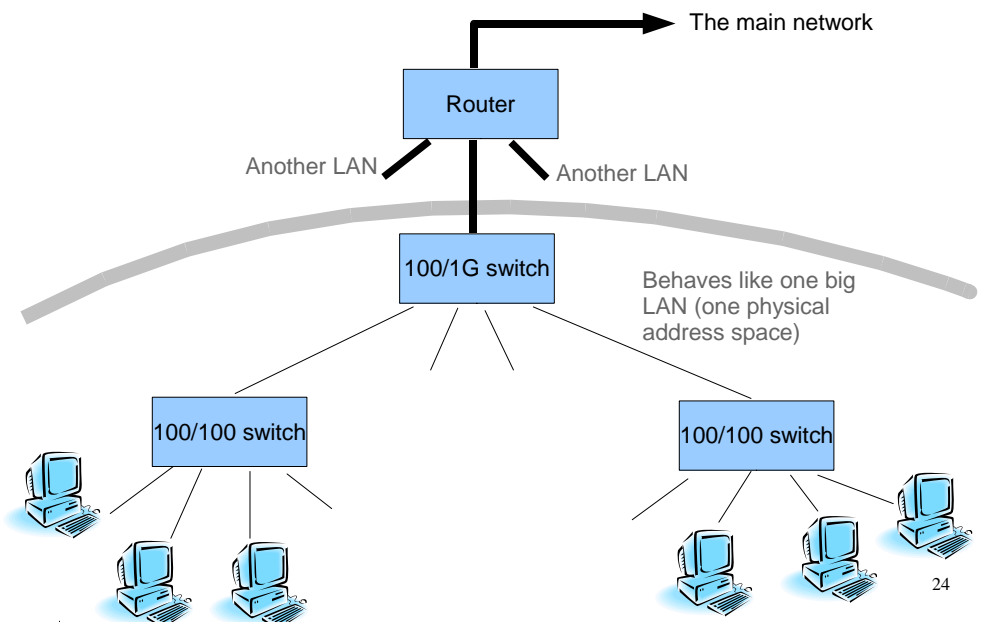 The main network
Router
Another LAN
Another LAN
100/1G switch
Behaves like one big
LAN (one physical
address space)
100/100 switch
100/100 switch
24